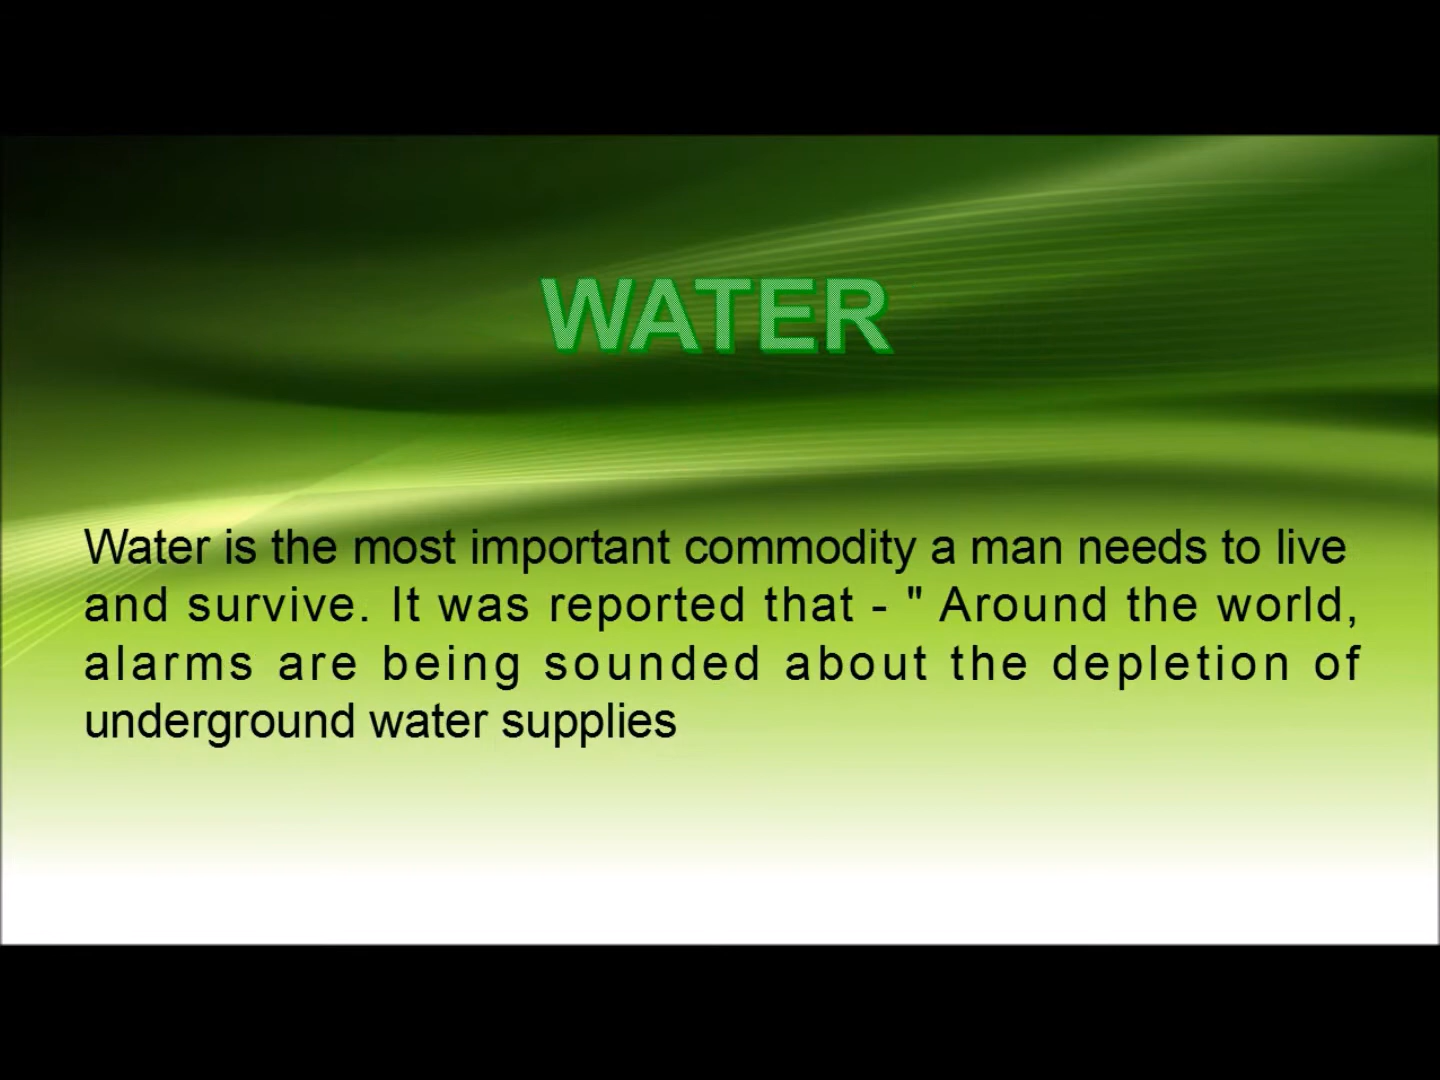 WATER
Water is the most important commodity a man needs to live
and survive. It was reported that - " Around the world,
alarms are being sounded about the depletion of
underground water supplies